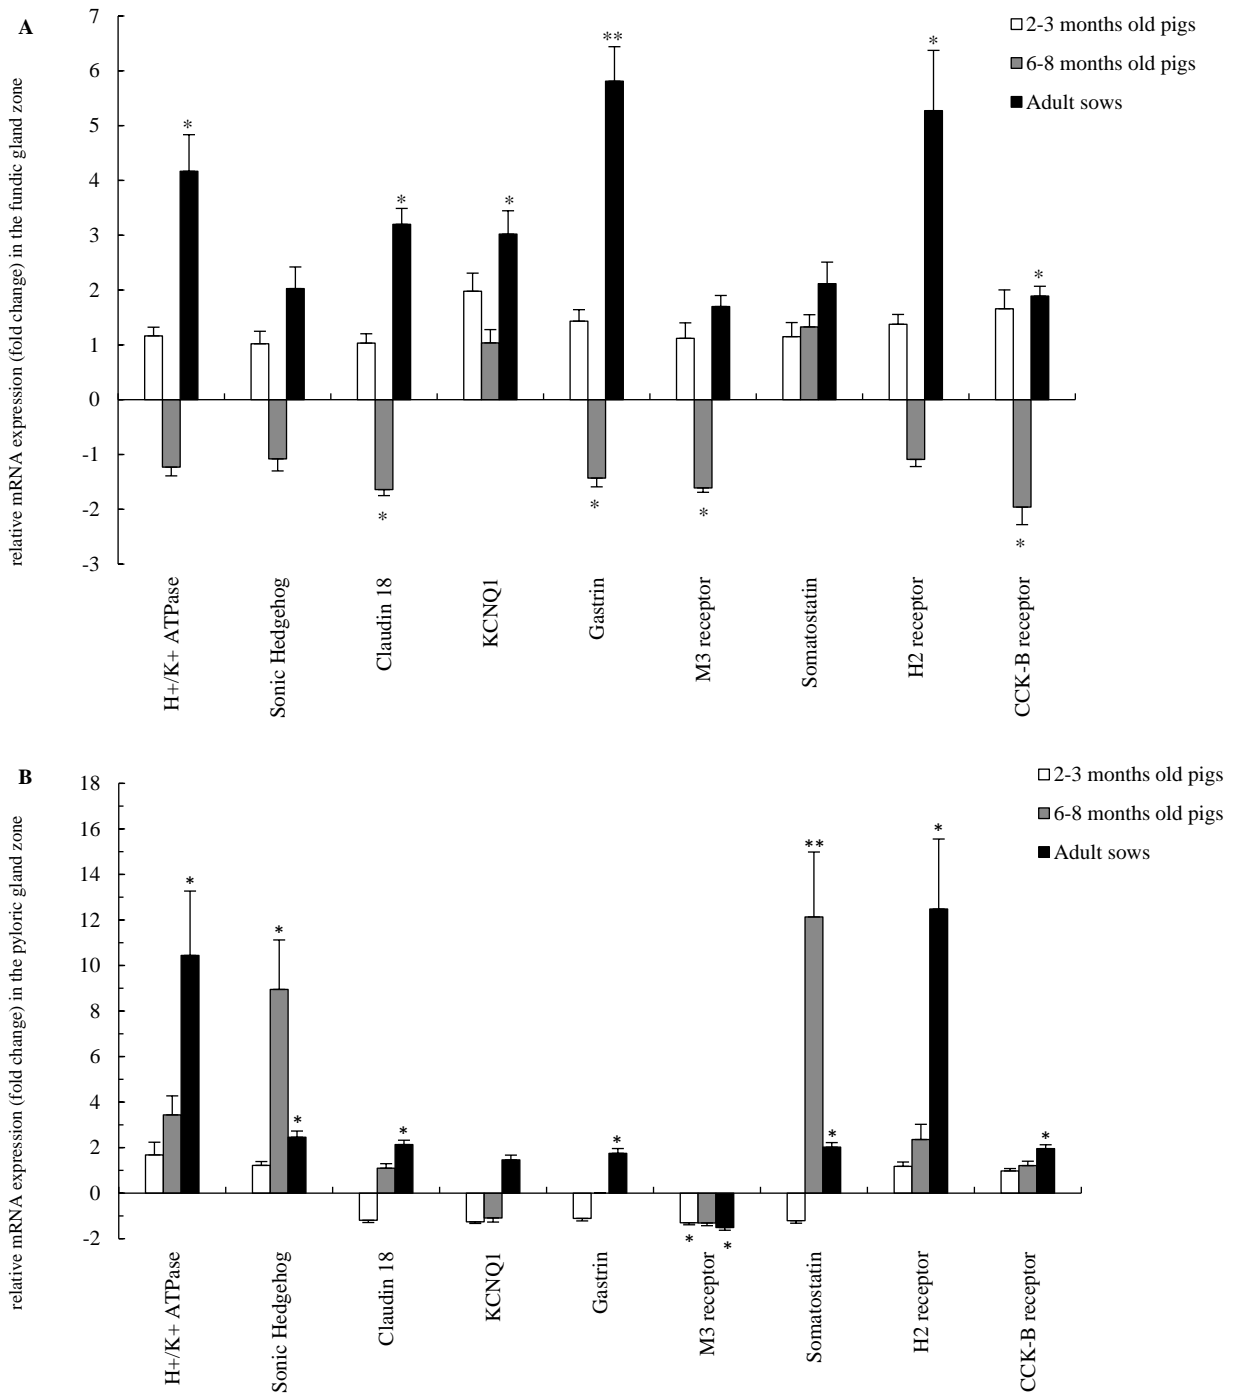 A
relative mRNA expression (fold change) in the fundic gland zone
7
6
5
4
3
2
1
0
-1
-2
-3
2-3 months old pigs
6-8 months old pigs
Adult sows
*
*
*
*
*
**
*
*
*
*
*
H+/K+ ATPase
Sonic Hedgehog
Claudin 18
KCNQ1
Gastrin
M3 receptor
Somatostatin
H2 receptor
CCK-B receptor
B
relative mRNA expression (fold change) in the pyloric gland zone
18
16
14
12
10
8
6
4
2
0
-2
2-3 months old pigs
6-8 months old pigs
Adult sows
*
*
*
*
*
*
*
**
*
*
*
H+/K+ ATPase
Sonic Hedgehog
Claudin 18
KCNQ1
Gastrin
M3 receptor
Somatostatin
H2 receptor
CCK-B receptor